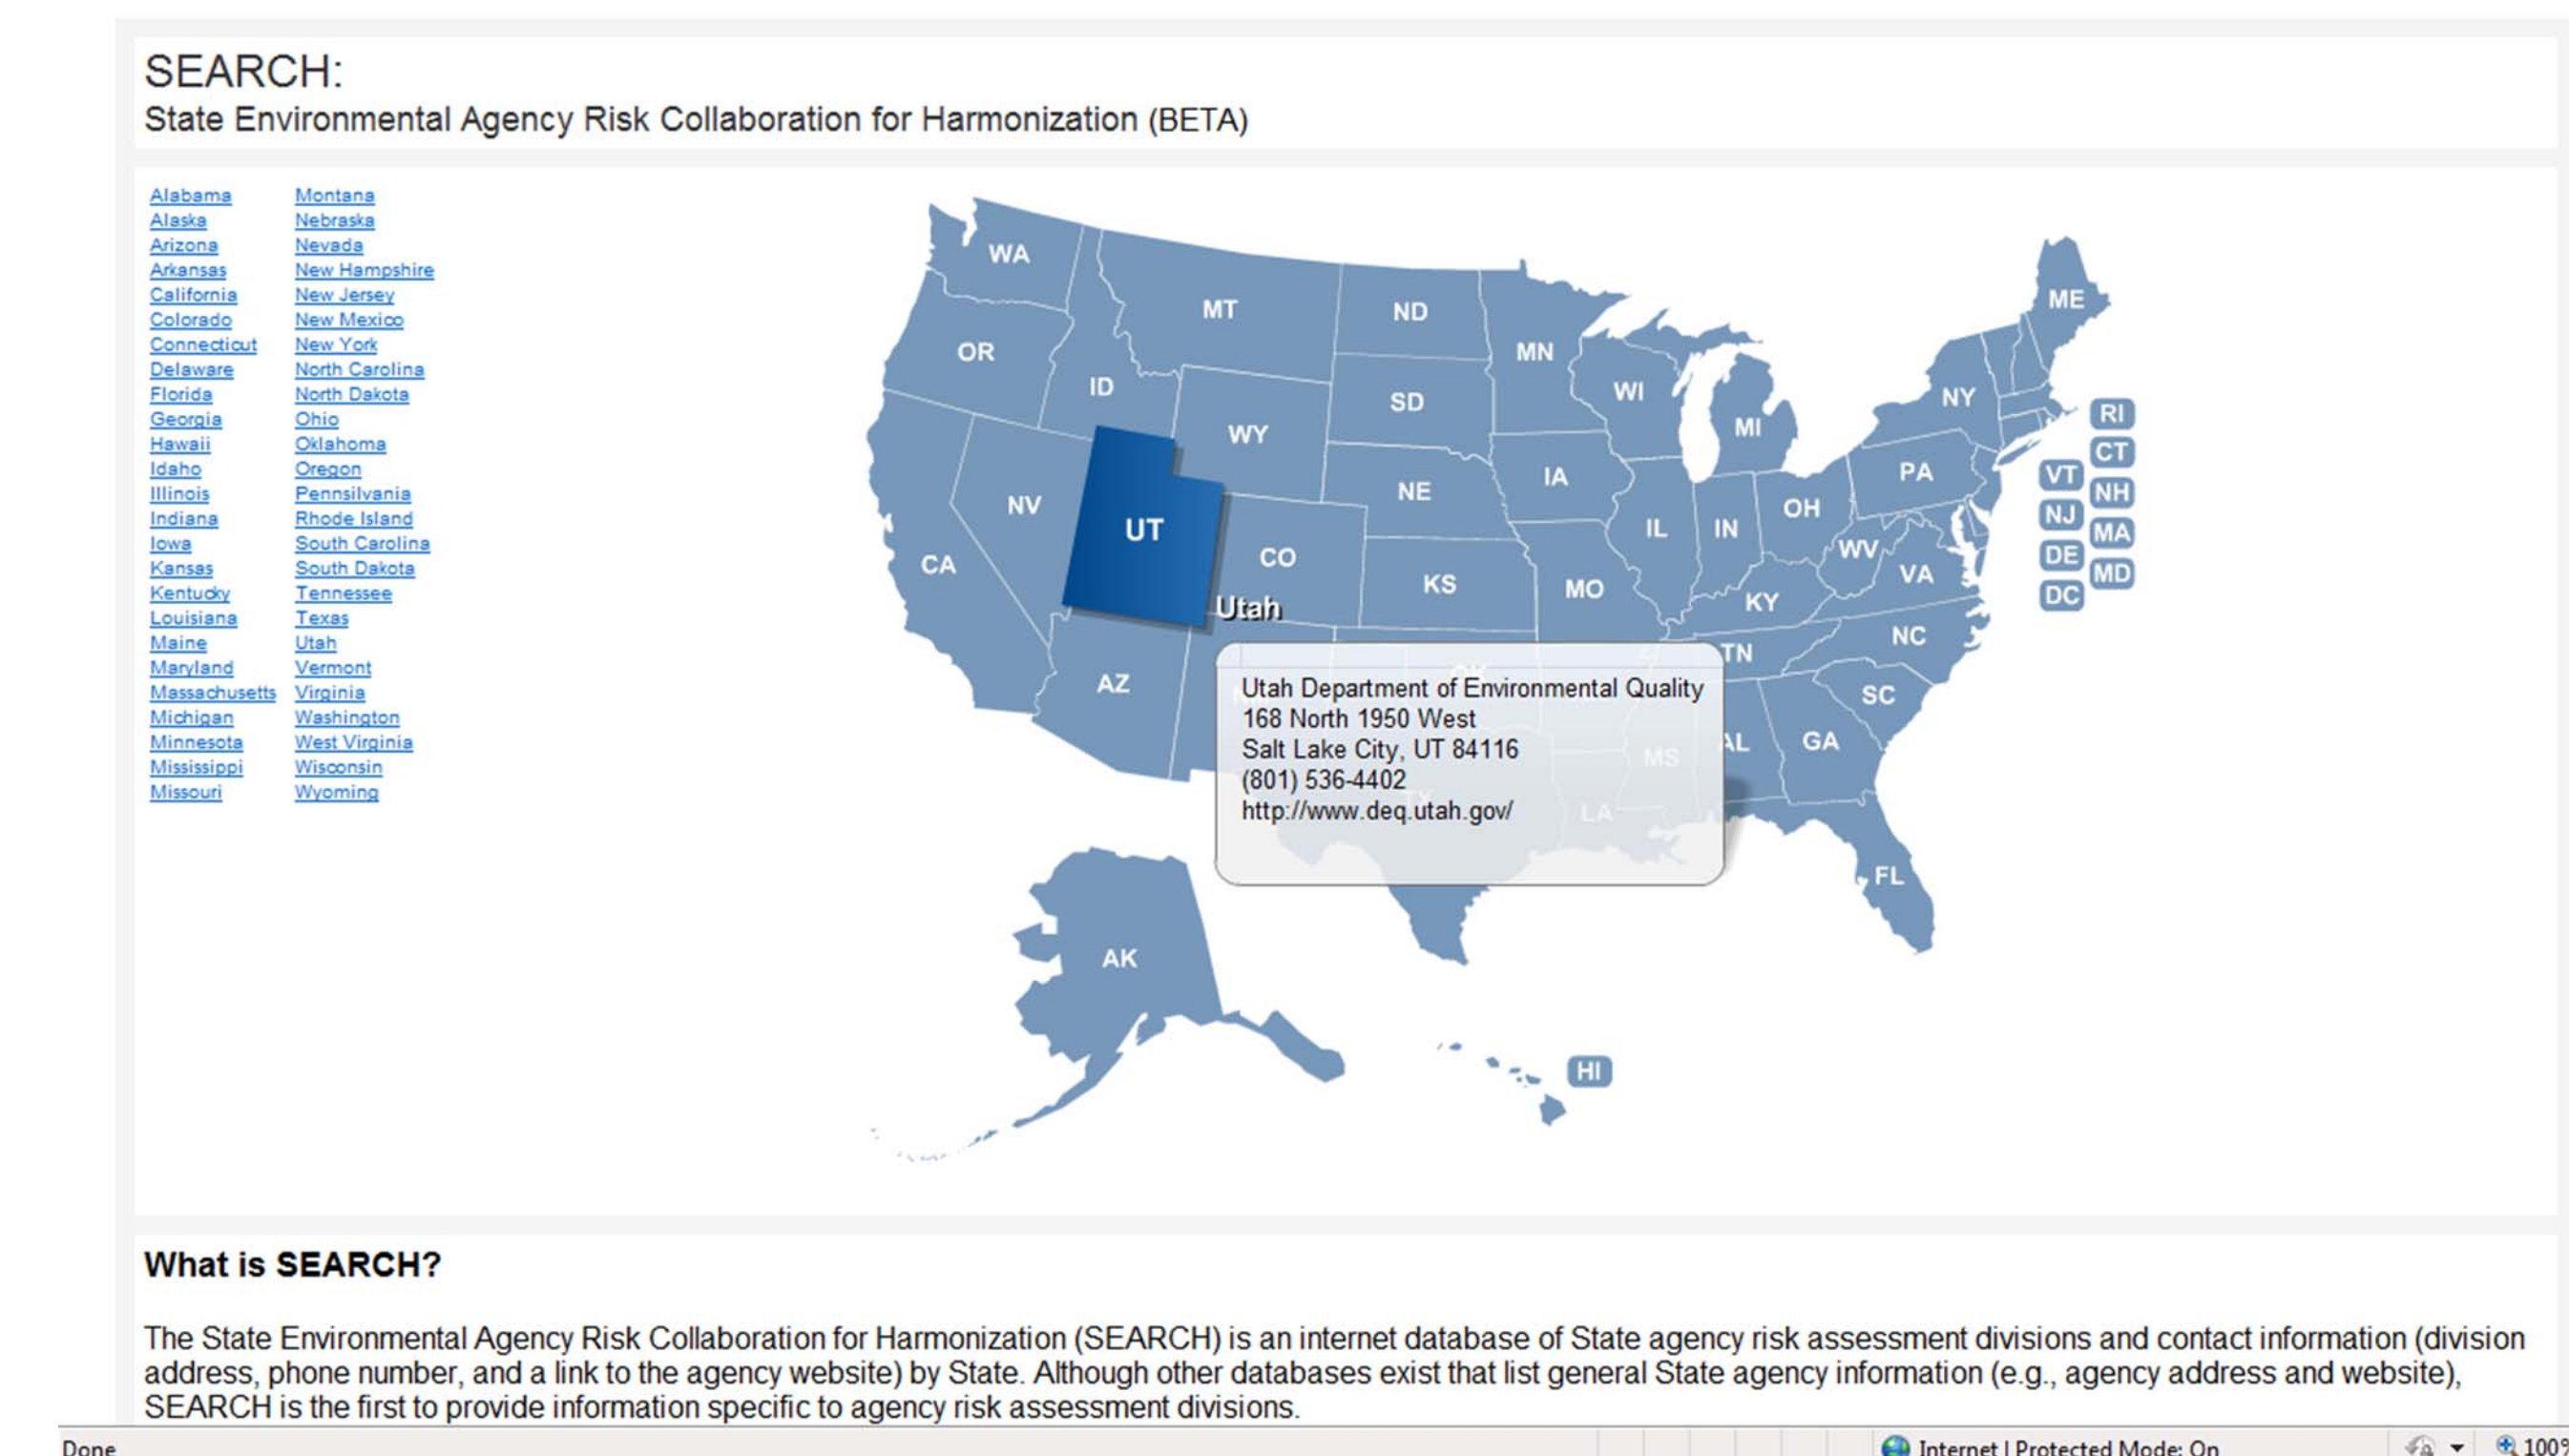 SEARCH:
State Environmental Agency Risk Collaboration for Harmonization (BETA)
Alabama
Alaska
Arizona
Arkansas
California
Colorado
Connecticut
Delaware
Florida
Georgia
Hawaii
Idaho
Illinois
Indiana
Iowa
Kansas
Kentucky
Louisiana
Maine
Maryland
Massachusetts
Michigan
Minnesota
Mississippi
Missouri
Montana
Nebraska
Nevada
New Hampshire
New Jersey
New Mexico
New York
North Carolina
North Dakota
Ohio
Oklahoma
Oregon
Pennsilvania
Rhode Island
South Carolina
South Dakota
Tennessee
Texas
Utah
Vermont
Virginia
Washington
West Virginia
Wisconsin
Wyoming
WA
MT
ND
MN
ME
OR
ID
SD
WI
MI
NY
WY
RI
CT
VT
NH
NJ
MA
DE
MD
DC
NV
UT
NE
IA
PA
IL
IN
OH
WV
VA
CA
CO
KS
MO
KY
NC
Utah
AZ
TN
SC
Utah Department of Environmental Quality
168 North 1950 West
Salt Lake City, UT 84116
(801) 536-4402
http://www.deq.utah.gov/
OK
MS
AL
GA
TX
LA
FL
AK
HI
What is SEARCH?
The State Environmental Agency Risk Collaboration for Harmonization (SEARCH) is an internet database of State agency risk assessment divisions and contact information (division
address, phone number, and a link to the agency website) by State. Although other databases exist that list general State agency information (e.g., agency address and website),
SEARCH is the first to provide information specific to agency risk assessment divisions.
Done
Internet | Protected Mode: On
100%